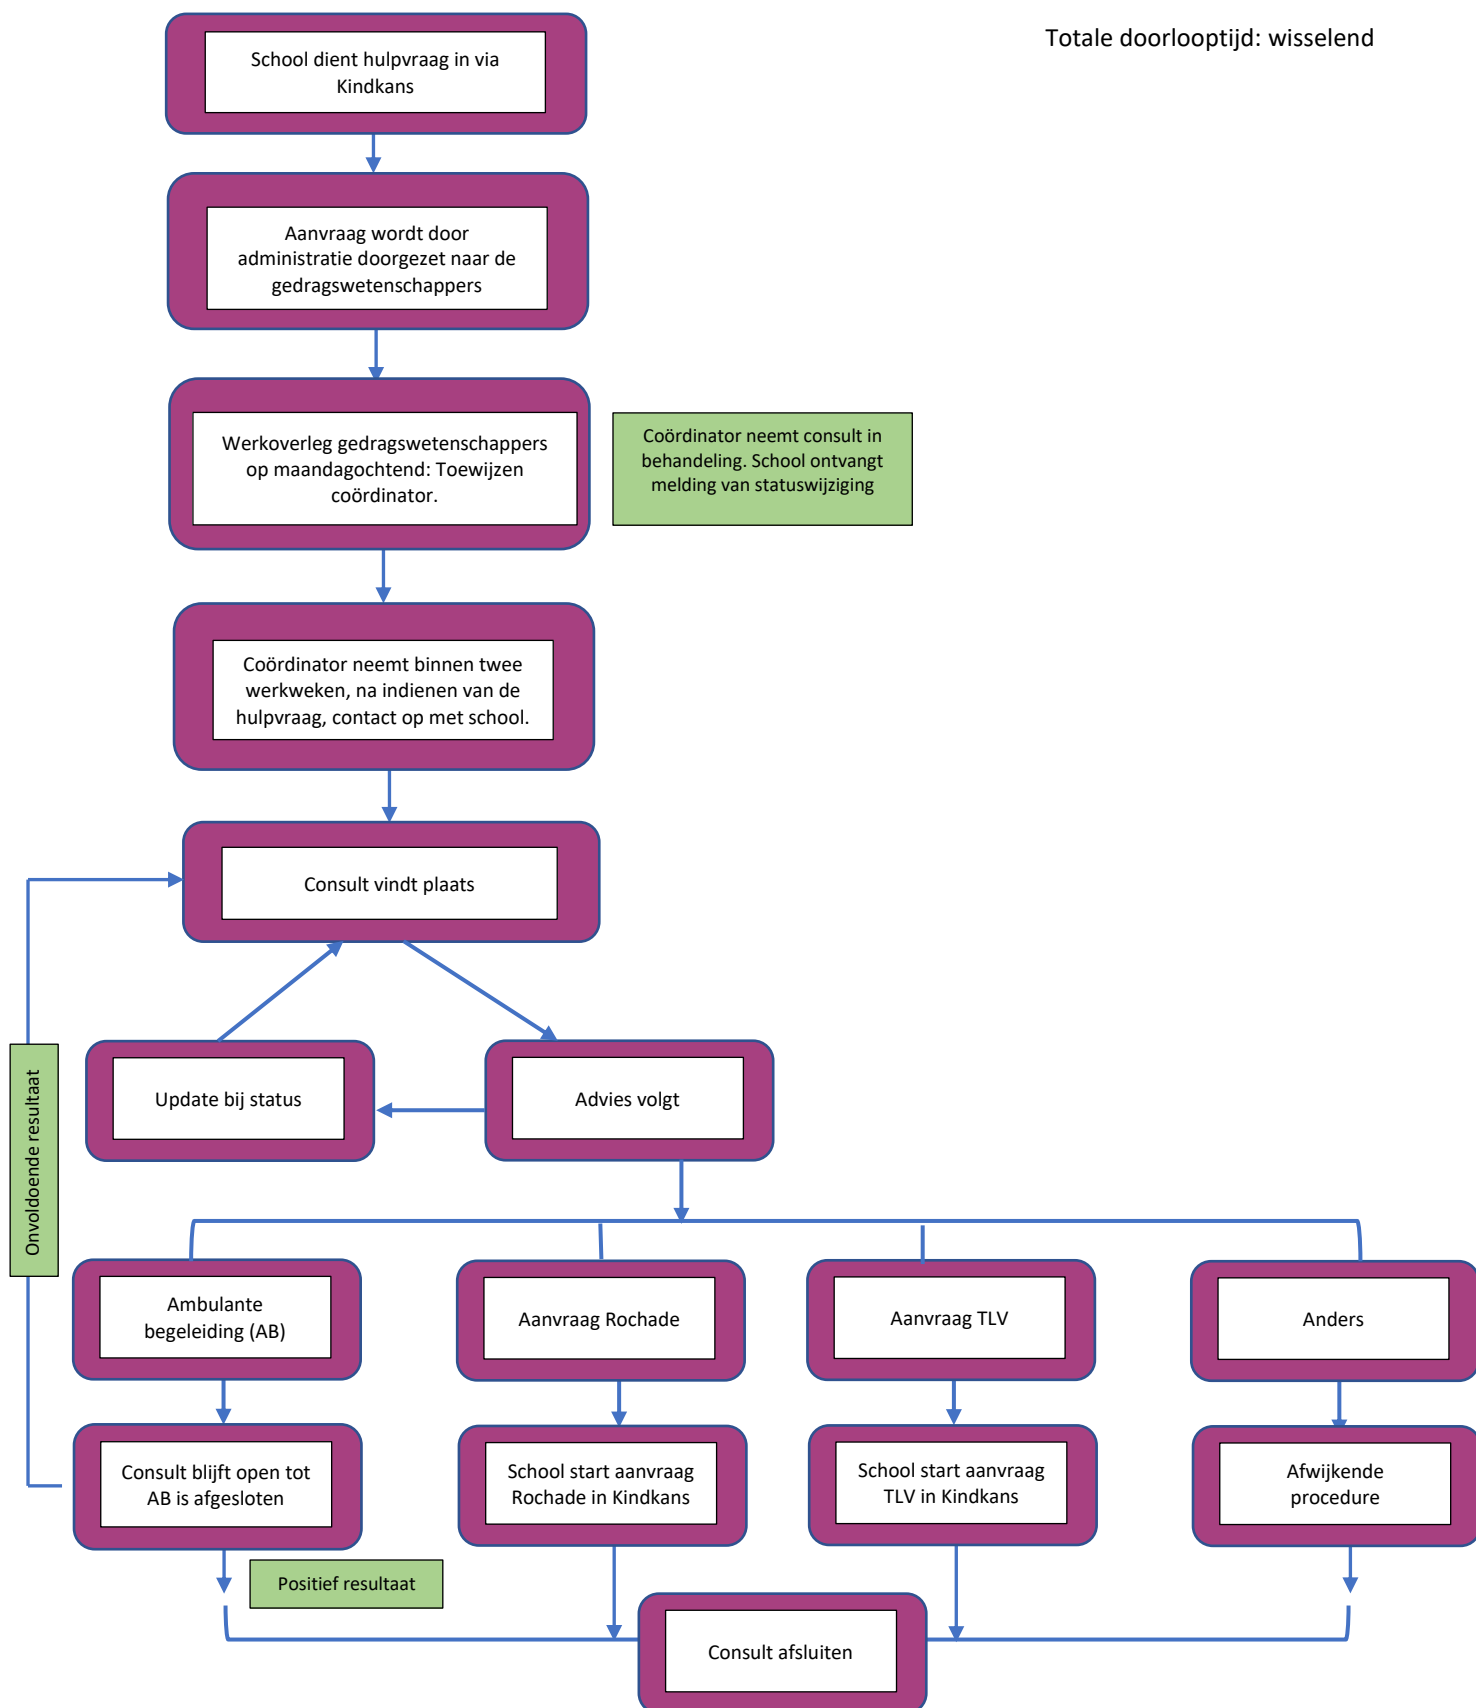 Totale doorlooptijd: wisselend
School dient hulpvraag in via
Kindkans
Aanvraag wordt door
administratie doorgezet naar de
gedragswetenschappers
Werkoverleg gedragswetenschappers
op maandagochtend: Toewijzen
coördinator.
Coördinator neemt consult in
behandeling. School ontvangt
melding van statuswijziging
Coördinator neemt binnen twee
werkweken, na indienen van de
hulpvraag, contact op met school.
Consult vindt plaats
Update bij status
Advies volgt
Onvoldoende resultaat
Ambulante
begeleiding (AB)
Aanvraag Rochade
Aanvraag TLV
Anders
Consult blijft open tot
AB is afgesloten
School start aanvraag
Rochade in Kindkans
School start aanvraag
TLV in Kindkans
Afwijkende
procedure
Positief resultaat
Consult afsluiten